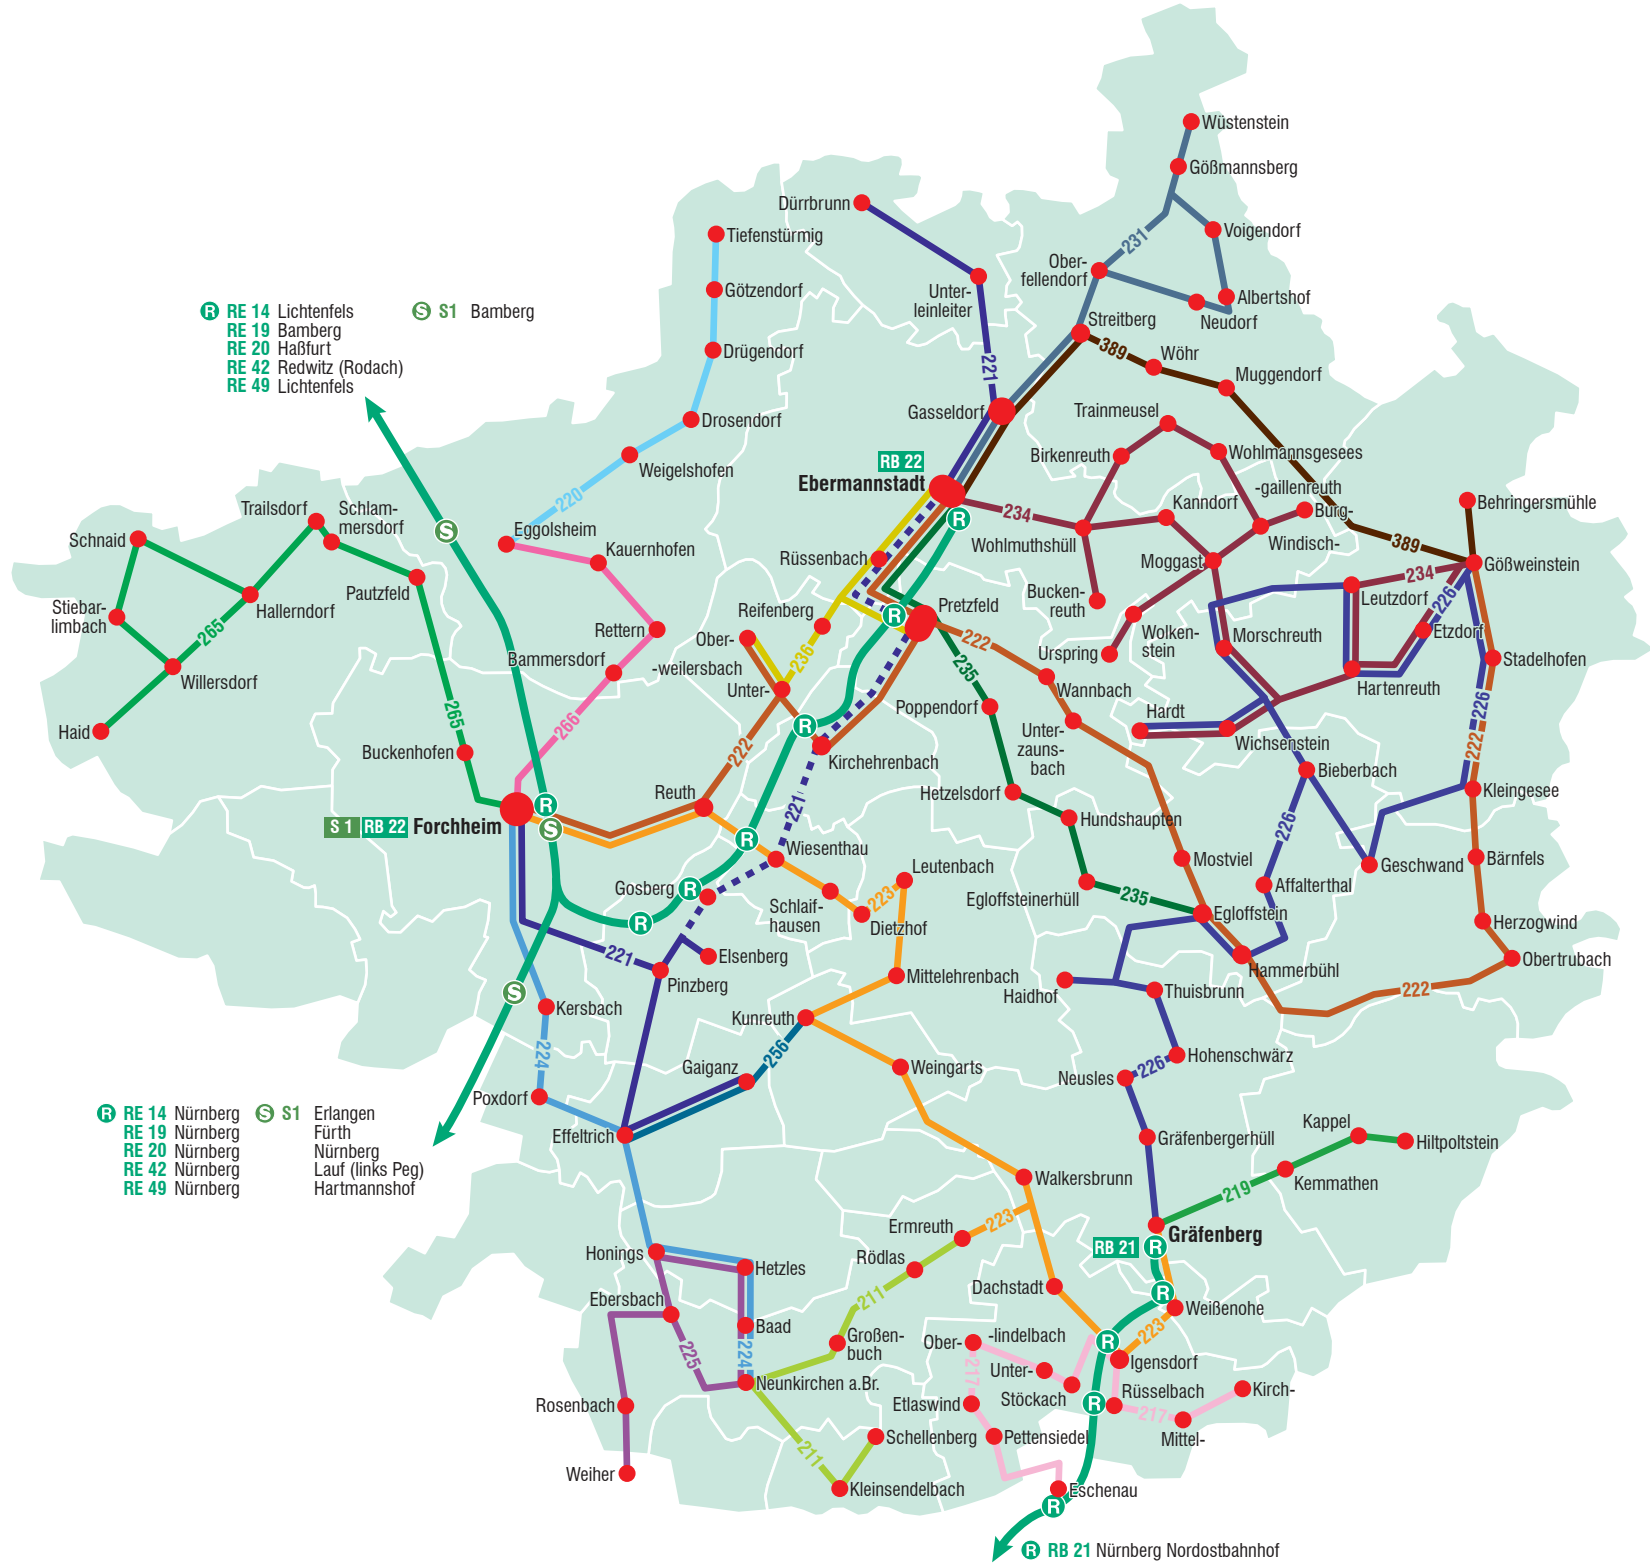 Wüstenstein
Gößmannsberg
Dürrbrunn
Voigendorf
Tiefenstürmig
231
Ober-
fellendorf
Unter-
leinleiter
Götzendorf
Albertshof
Neudorf
R RE 14 Lichtenfels
RE 19 Bamberg
RE 20 Haßfurt
RE 42 Redwitz (Rodach)
RE 49 Lichtenfels
S S1 Bamberg
Streitberg
389
Wöhr
Drügendorf
221
Muggendorf
Gasseldorf
Trainmeusel
Drosendorf
Birkenreuth
Wohlmannsgesees
Weigelshofen
RB 22
Ebermannstadt
-gaillenreuth
Burg-
Windisch-
Kanndorf
Behringersmühle
220
234
R
Wohlmuthshüll
389
Trailsdorf
Schlam-
mersdorf
Schnaid
S
Eggolsheim
Kauernhofen
Rüssenbach
Moggast
Gößweinstein
234
226
Pautzfeld
Hallerndorf
Stiebar-
limbach
265
Bucken-
reuth
Leutzdorf
Reifenberg
R
Pretzfeld
Etzdorf
Rettern
Ober-
-weilersbach
Unter-
236
222
235
Wolken-
stein
Urspring
Morschreuth
Stadelhofen
Bammersdorf
Willersdorf
Wannbach
Hartenreuth
Haid
265
266
Poppendorf
Hardt
226
222
R
222
Unter-
zauns-
bach
Wichsenstein
Buckenhofen
Kirchehrenbach
Bieberbach
Reuth
Hetzelsdorf
Kleingesee
221
R
S 1 RB 22 Forchheim
S
Hundshaupten
226
R
Wiesenthau
Mostviel
Geschwand
Bärnfels
Leutenbach
Gosberg
R
Schlaif-
hausen
223
Dietzhof
Egloffsteinerhüll
235
Affalterthal
Egloffstein
Herzogwind
R
221
Elsenberg
Pinzberg
Mittelehrenbach
Hammerbühl
Obertrubach
222
S
Haidhof
Thuisbrunn
Kersbach
Kunreuth
224
256
Hohenschwärz
226
Neusles
Gaiganz
Weingarts
Poxdorf
Effeltrich
Gräfenbergerhüll
Kappel
Hiltpoltstein
Kemmathen
219
R RE 14 Nürnberg
RE 19 Nürnberg
RE 20 Nürnberg
RE 42 Nürnberg
RE 49 Nürnberg
S S1 Erlangen
Fürth
Nürnberg
Lauf (links Peg)
Hartmannshof
Walkersbrunn
223
Ermreuth
Gräfenberg
RB 21
R
Honings
Hetzles
Rödlas
Dachstadt
R
Weißenohe
Ebersbach
211
Baad
223
Großen-
buch
Ober-
-lindelbach
R
Igensdorf
225
224
217
Unter-
Neunkirchen a.Br.
Stöckach
Rüsselbach
Kirch-
Rosenbach
Etlaswind
R
217
Mittel-
Schellenberg
Pettensiedel
211
Weiher
Kleinsendelbach
Eschenau
R
R RB 21 Nürnberg Nordostbahnhof